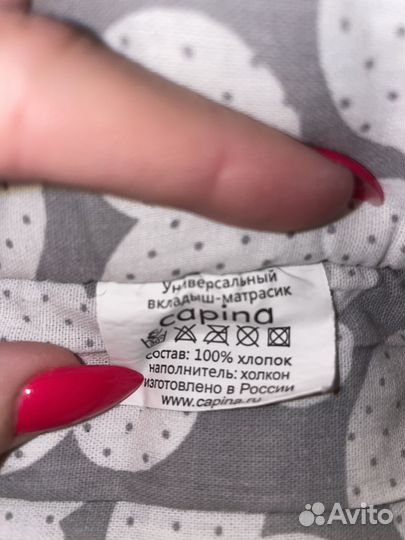 Универсальный
вкладыш-матрасик
capina
состав: 100% хлопок
наполнитель: холкон
изготовлено в России
www.capina.ru
Avito